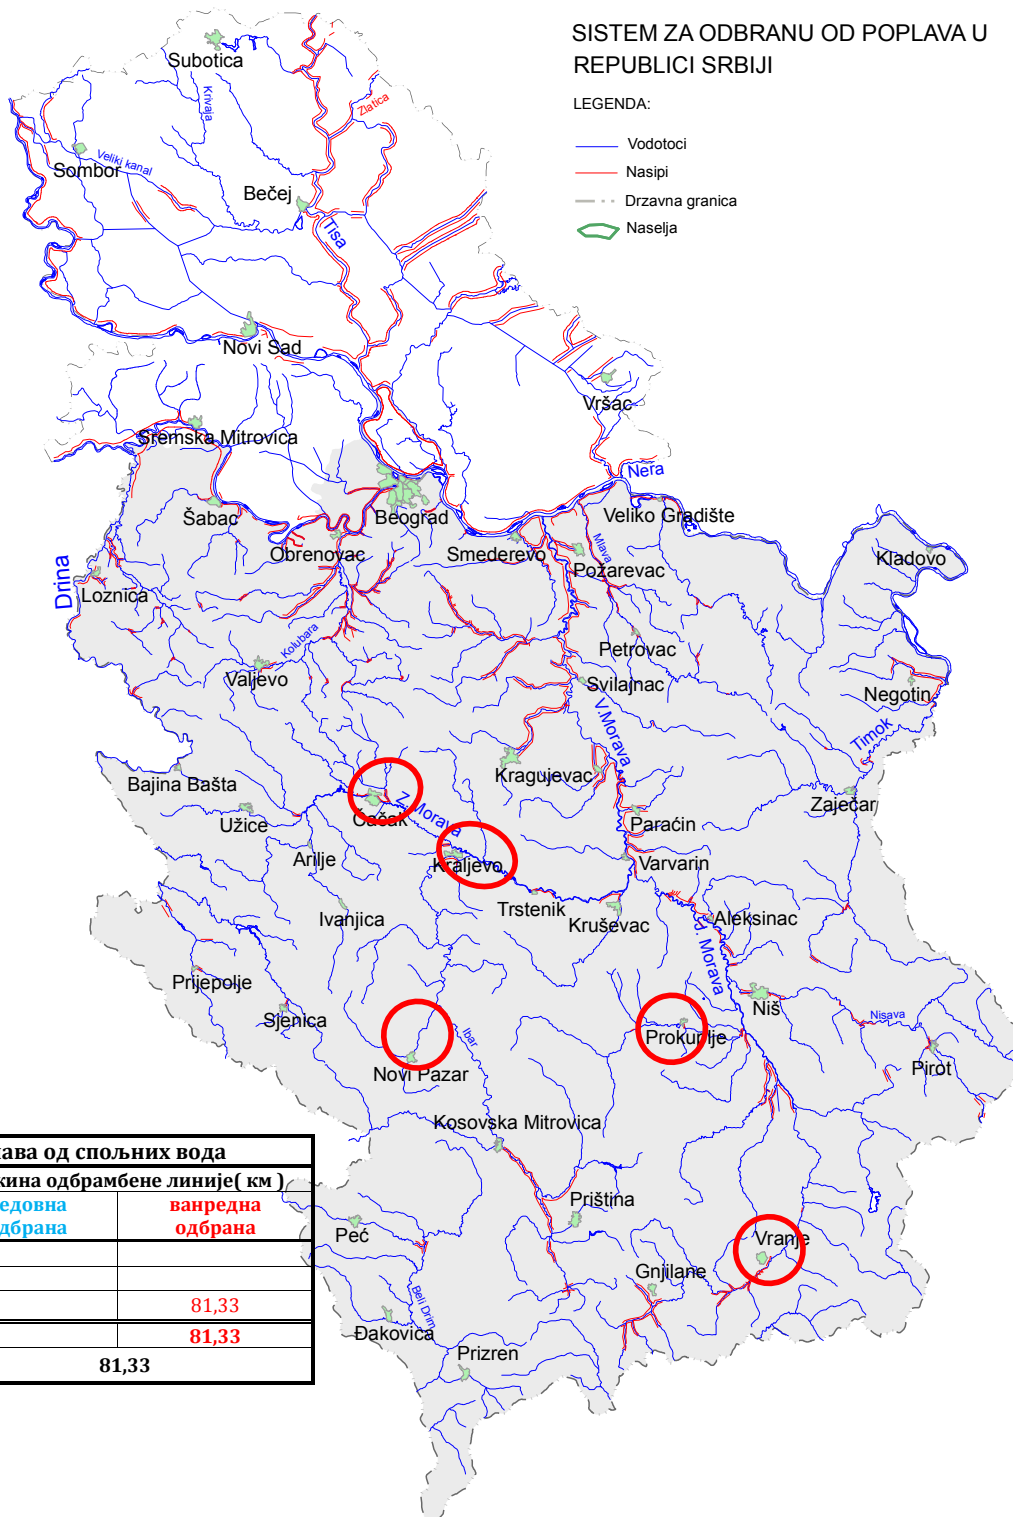 SISTEM ZA ODBRANU OD POPLAVA U
REPUBLICI SRBIJI
LEGENDA:
Vodotoci
Nasipi
Drzavna granica
Naselja
Subotica
Krivaja
Zlatica
Sombor
Veliki kanal
Bečej
Tisa
Novi Sad
Vršac
Sremska Mitrovica
Nera
Šabac
Beograd
Veliko Gradište
Obrenovac
Smederevo
Mlava
Požarevac
Kladovo
Drina
Loznica
Kolubara
Petrovac
Valjevo
Svilajnac
Negotin
V.Morava
Timok
Bajina Bašta
Kragujevac
Zaječar
Užice
Čačak
Z. Morava
Paraćin
Arilje
Kraljevo
Varvarin
Ivanjica
Trstenik
Kruševac
Aleksinac
J. Morava
Prijepolje
Sjenica
Niš
Nisava
Ibar
Prokuplje
Pirot
Novi Pazar
Kosovska Mitrovica
Priština
Peć
Vranje
Gnjilane
Beli Drim
Đakovica
Prizren
лава од спољних вода
жина одбрамбене линије( км )
едовна
дбрана
ванредна
одбрана
81,33
81,33
81,33